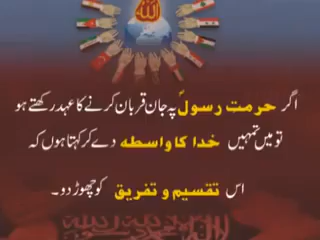 الله
اگر حرمت رسولؐ پہ جان قربان کرنے کا عہد رکھتے ہو
تو میں تمہیں خدا کا واسطہ دے کر کہتا ہوں کہ
اس تقسیم و تفریق کو چھوڑ دو۔